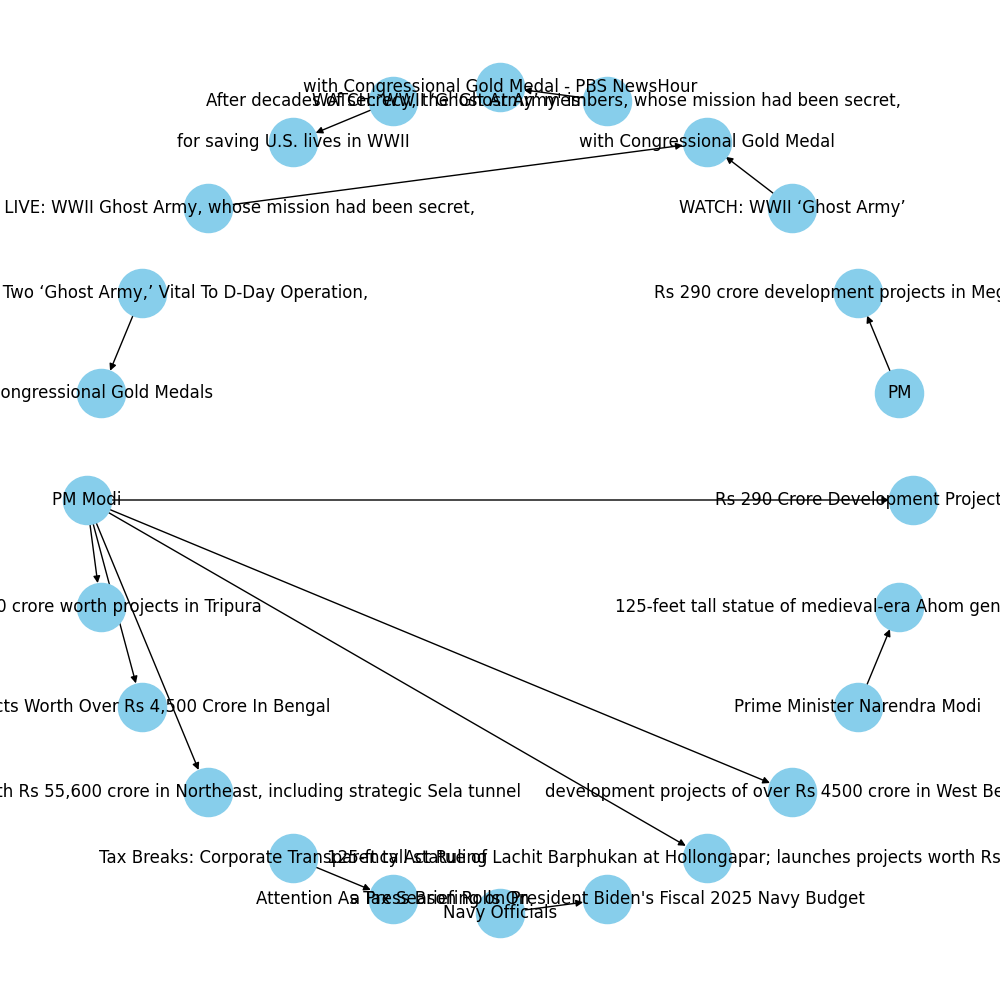 with Congressional Gold Medal - PBS NewsHour
After decades of secrecy, the ‘Ghost Army’
WATCH: WWII ‘Ghost Army’ members, whose mission had been secret,
for saving U.S. lives in WWII
with Congressional Gold Medal
LIVE: WWII Ghost Army, whose mission had been secret,
WATCH: WWII ‘Ghost Army’
Two ‘Ghost Army,’ Vital To D-Day Operation,
Rs 290 crore development projects in Meg
ongressional Gold Medals
PM
PM Modi
Rs 290 Crore Development Project
0 crore worth projects in Tripura
125-feet tall statue of medieval-era Ahom gen
cts Worth Over Rs 4,500 Crore In Bengal
Prime Minister Narendra Modi
th Rs 55,600 crore in Northeast, including strategic Sela tunnel
development projects of over Rs 4500 crore in West Be
Tax Breaks: Corporate Transparency Act Ruling
125-ft tall statue of Lachit Barphukan at Hollongapar; launches projects worth Rs
Attention As Tax Season Rolls On,
a Press Briefing on President Biden's Fiscal 2025 Navy Budget
Navy Officials